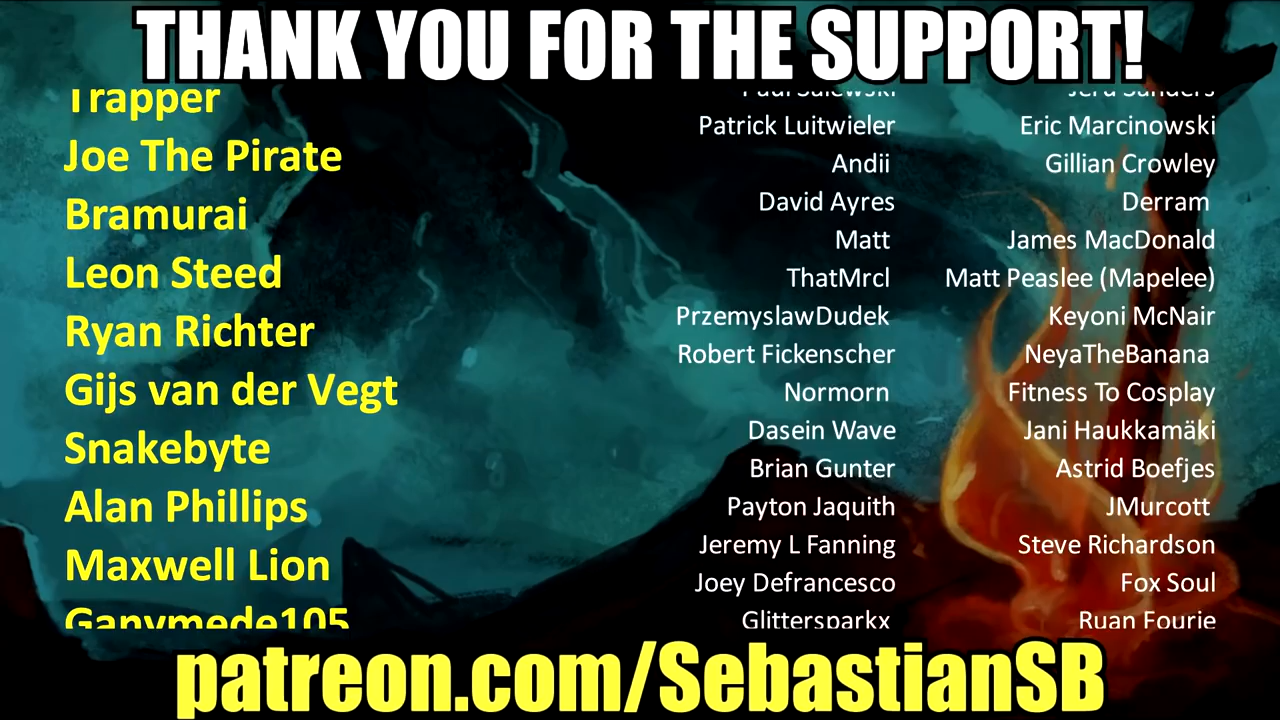 THANK YOU FOR THE SUPPORT!
Trapper
Joe The Pirate
Bramurai
Leon Steed
Ryan Richter
Gijs van der Vegt
Snakebyte
Alan Phillips
Maxwell Lion
Ganymede105
Patrick Luitwieler
Andii
David Ayres
Matt
ThatMrcl
PrzemyslawDudek
Robert Fickenscher
Normorn
Dasein Wave
Brian Gunter
Payton Jaquith
Jeremy L Fanning
Joey Defrancesco
Glittersparkx
Eric Marcinowski
Gillian Crowley
Derram
James MacDonald
Matt Peaslee (Mapelee)
Keyoni McNair
NeyaTheBanana
Fitness To Cosplay
Jani Haukkamäki
Astrid Boefjes
JMurcott
Steve Richardson
Fox Soul
Ruan Fourie
patreon.com/SebastianSB